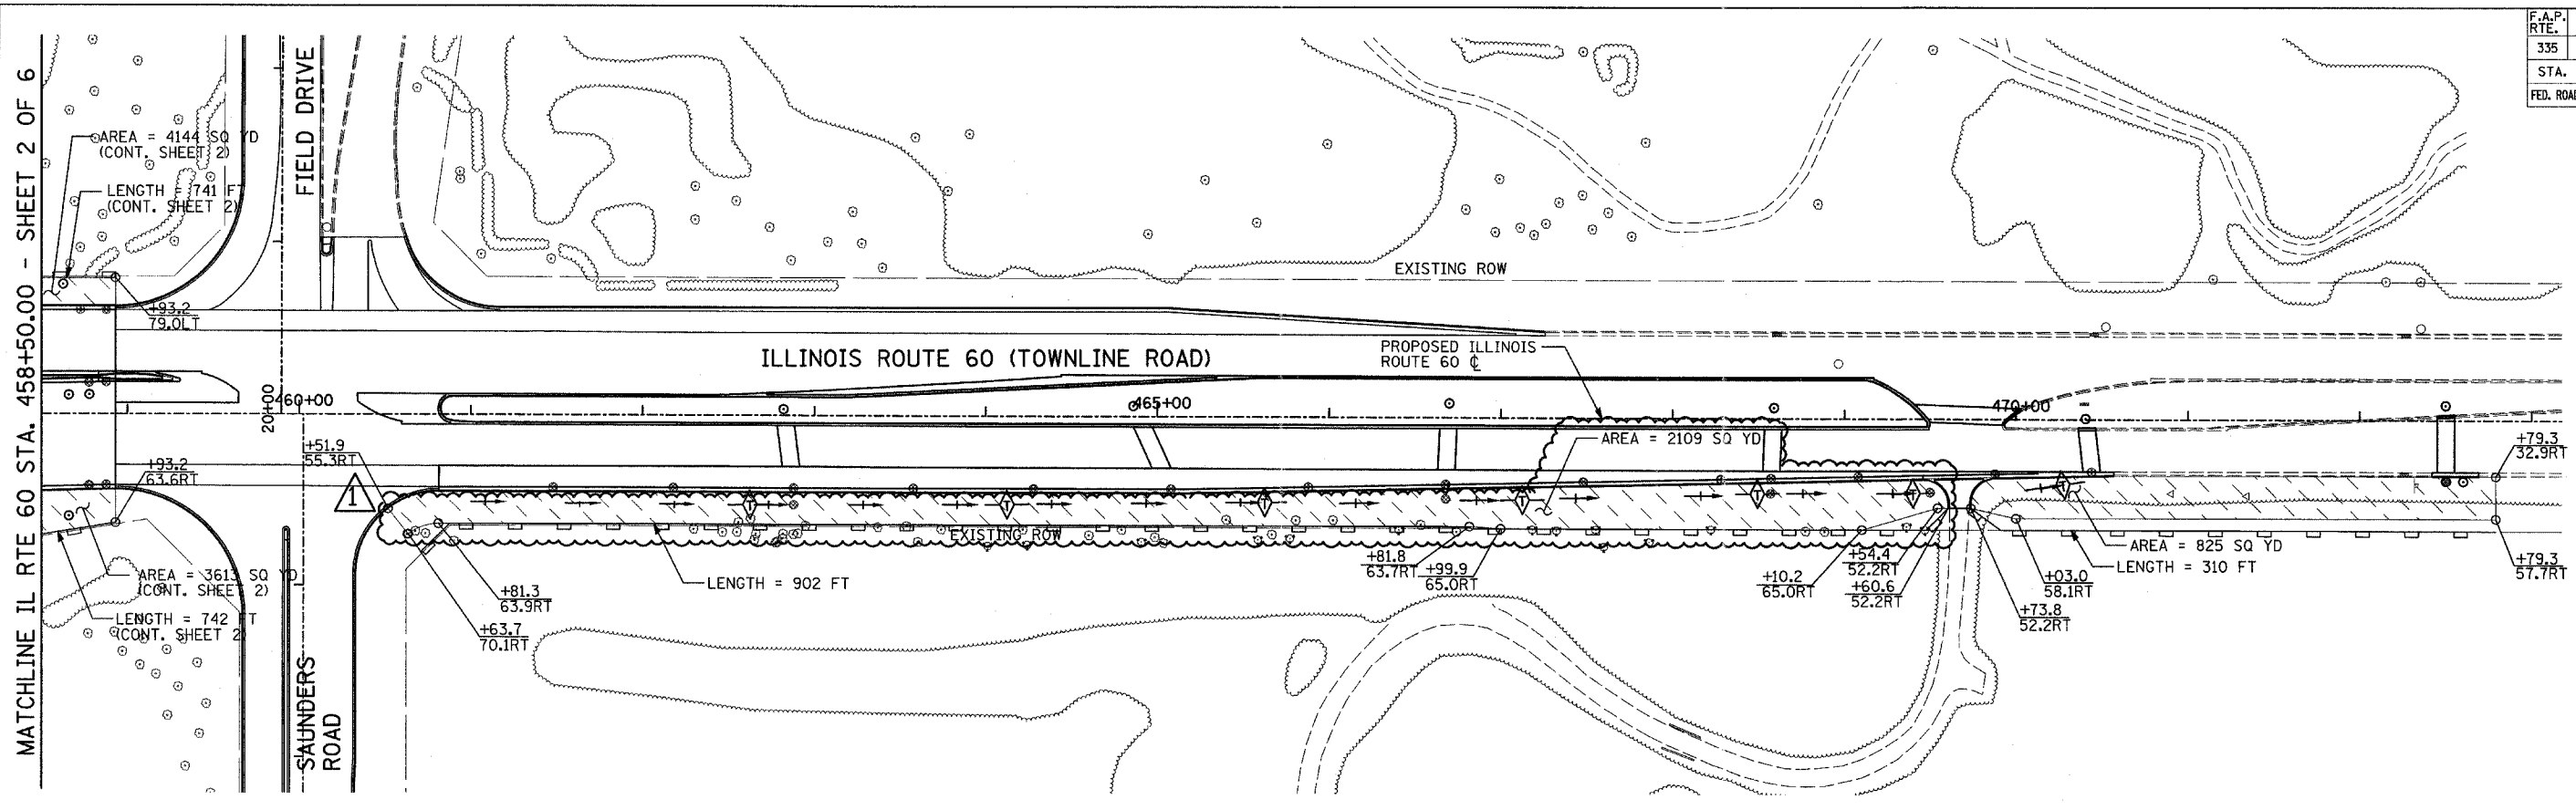 MATCHLINE IL RTE 60 STA. 458+50.00 - SHEET 2 OF 6
F.A.P.
RTE.
335
STA.
FED. ROAD
FIELD DRIVE
AREA = 4144 SQ YD
(CONT. SHEET 2)
LENGTH = 741 FT
(CONT. SHEET 2)
+93.2
79.0LT
EXISTING ROW
ILLINOIS ROUTE 60 (TOWNLINE ROAD)
PROPOSED ILLINOIS
ROUTE 60 ℄
20+00
460+00
465+00
470+00
+51.9
55.3RT
1
+93.2
63.6RT
AREA = 2109 SQ YD
+79.3
32.9RT
T
T
T
T
T
T
T
EXISTING ROW
AREA = 3613 SQ YD
(CONT. SHEET 2)
LENGTH = 742 FT
(CONT. SHEET 2)
LENGTH = 902 FT
+81.3
63.9RT
+63.7
70.1RT
+81.8
63.7RT
+99.9
65.0RT
+10.2
65.0RT
+54.4
52.2RT
+60.6
52.2RT
+03.0
58.1RT
+73.8
52.2RT
AREA = 825 SQ YD
LENGTH = 310 FT
+79.3
57.7RT
SAUNDERS
ROAD